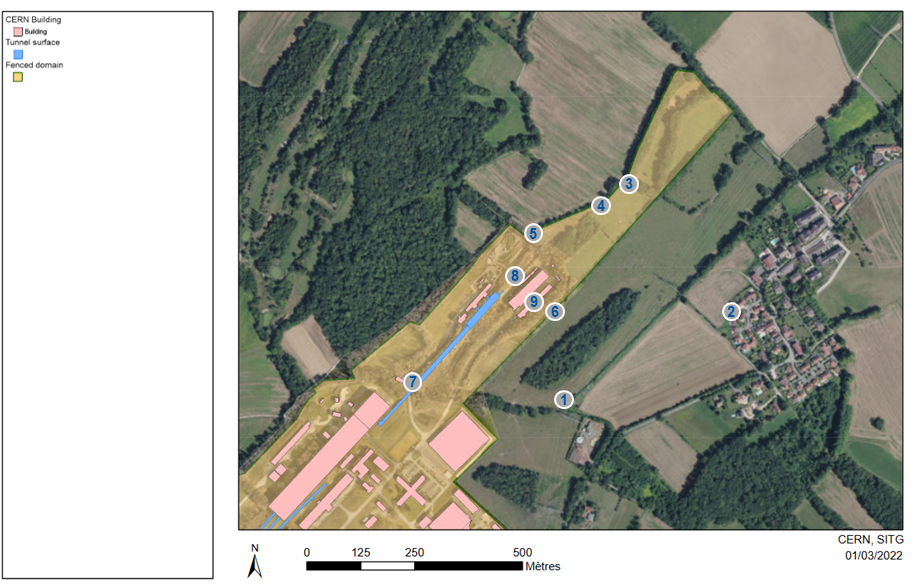 CERN Building
Building
Tunnel surface
Fenced domain
3
4
5
8
9
6
2
7
1
N
0 125 250 500
Mètres
CERN, SITG
01/03/2022